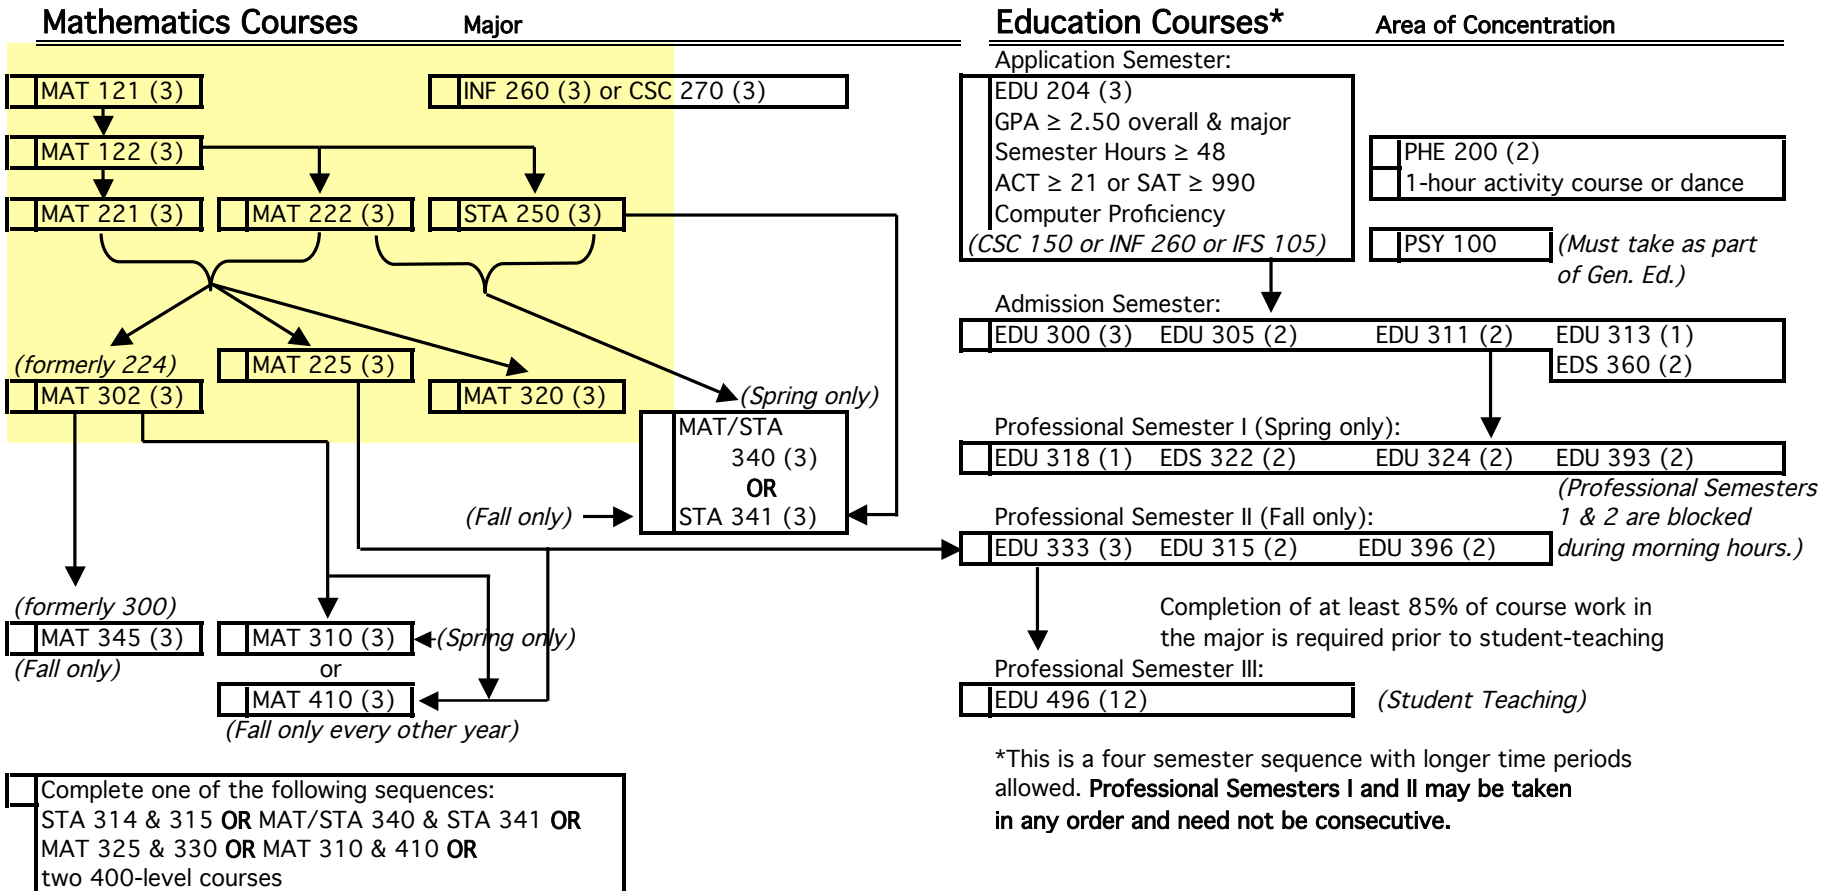 Mathematics Courses Major
MAT 121 (3)
INF 260 (3) or CSC 270 (3)
MAT 122 (3)
MAT 221 (3)
MAT 222 (3)
STA 250 (3)
(formerly 224)
MAT 225 (3)
MAT 302 (3)
MAT 320 (3)
(Spring only)
MAT/STA
340 (3)
OR
(Fall only)
STA 341 (3)
(formerly 300)
MAT 345 (3)
(Fall only)
MAT 310 (3)
(Spring only)
or
MAT 410 (3)
(Fall only every other year)
Complete one of the following sequences:
STA 314 & 315 OR MAT/STA 340 & STA 341 OR
MAT 325 & 330 OR MAT 310 & 410 OR
two 400-level courses
Education Courses* Area of Concentration
Application Semester:
EDU 204 (3)
GPA ≥ 2.50 overall & major
Semester Hours ≥ 48
ACT ≥ 21 or SAT ≥ 990
Computer Proficiency
(CSC 150 or INF 260 or IFS 105)
PHE 200 (2)
1-hour activity course or dance
PSY 100
(Must take as part
of Gen. Ed.)
Admission Semester:
EDU 300 (3) EDU 305 (2) EDU 311 (2) EDU 313 (1)
EDS 360 (2)
Professional Semester I (Spring only):
EDU 318 (1) EDS 322 (2) EDU 324 (2) EDU 393 (2)
(Professional Semesters
1 & 2 are blocked
during morning hours.)
Professional Semester II (Fall only):
EDU 333 (3) EDU 315 (2) EDU 396 (2)
Completion of at least 85% of course work in
the major is required prior to student-teaching
Professional Semester III:
EDU 496 (12)
(Student Teaching)
*This is a four semester sequence with longer time periods
allowed. Professional Semesters I and II may be taken
in any order and need not be consecutive.